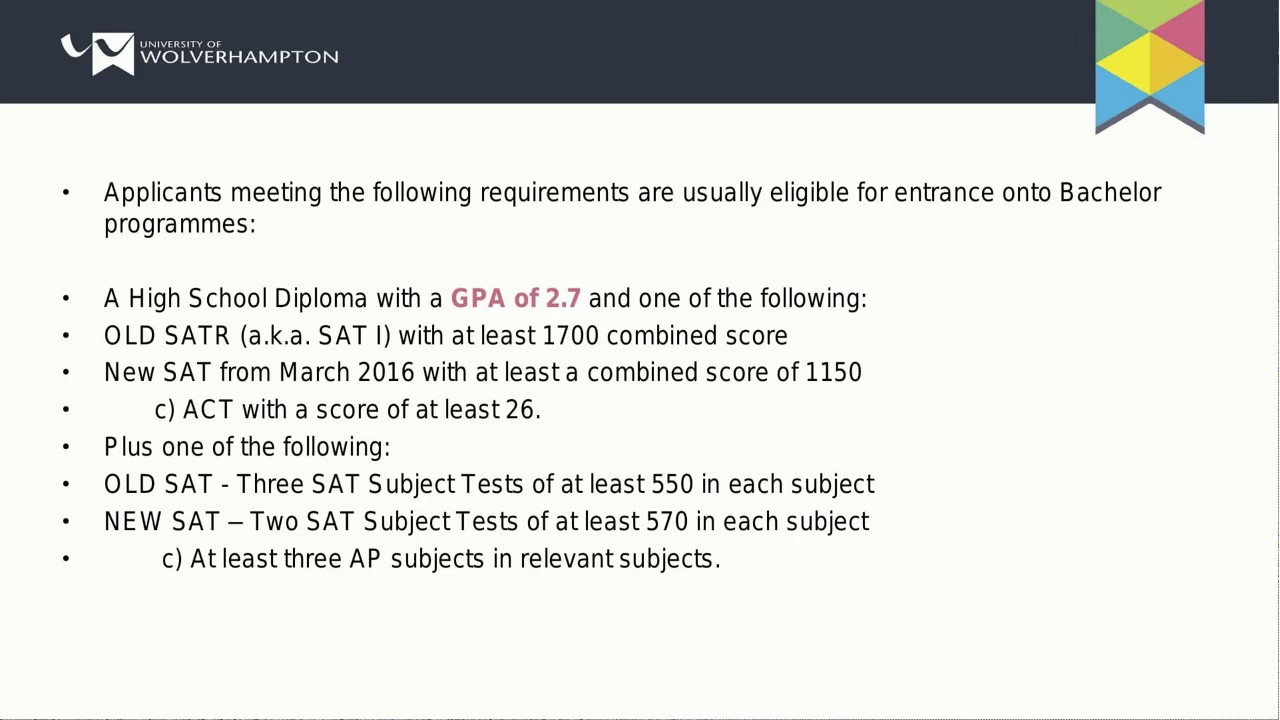 UNIVERSITY OF
WOLVERHAMPTON
• Applicants meeting the following requirements are usually eligible for entrance onto Bachelor
programmes:
• A High School Diploma with a GPA of 2.7 and one of the following:
• OLD SATR (a.k.a. SAT I) with at least 1700 combined score
• New SAT from March 2016 with at least a combined score of 1150
• c) ACT with a score of at least 26.
• Plus one of the following:
• OLD SAT - Three SAT Subject Tests of at least 550 in each subject
• NEW SAT – Two SAT Subject Tests of at least 570 in each subject
• c) At least three AP subjects in relevant subjects.